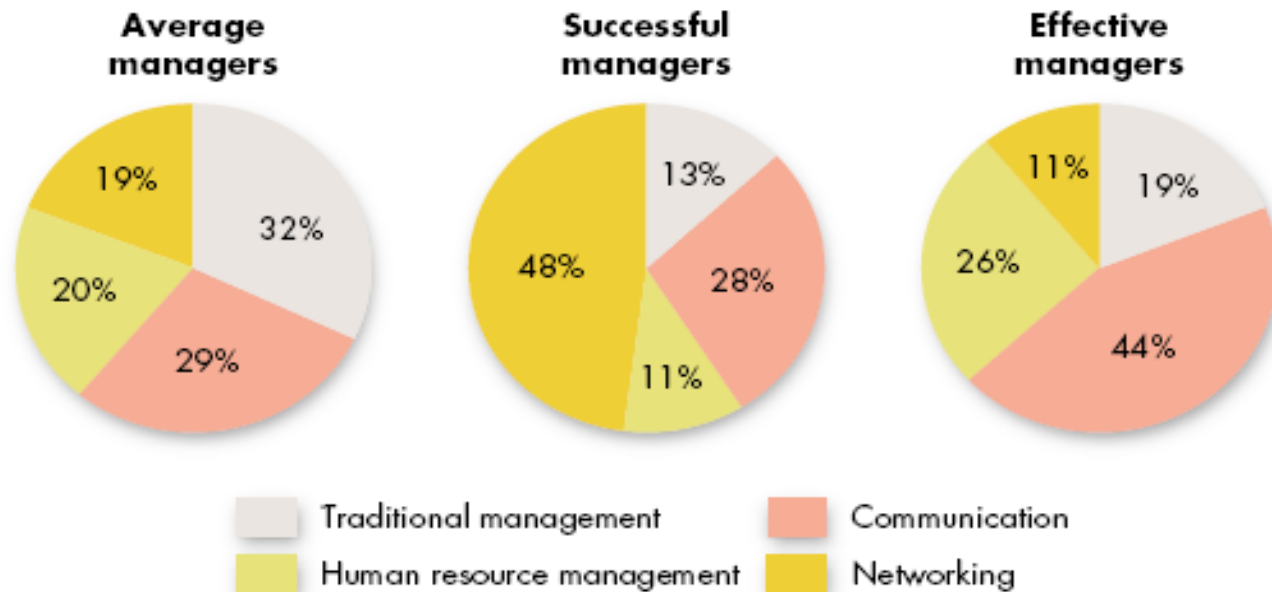 Average
managers
Successful
managers
Effective
managers
19%
32%
20%
29%
13%
48%
28%
11%
11%
19%
26%
44%
Traditional management
Communication
Human resource management
Networking